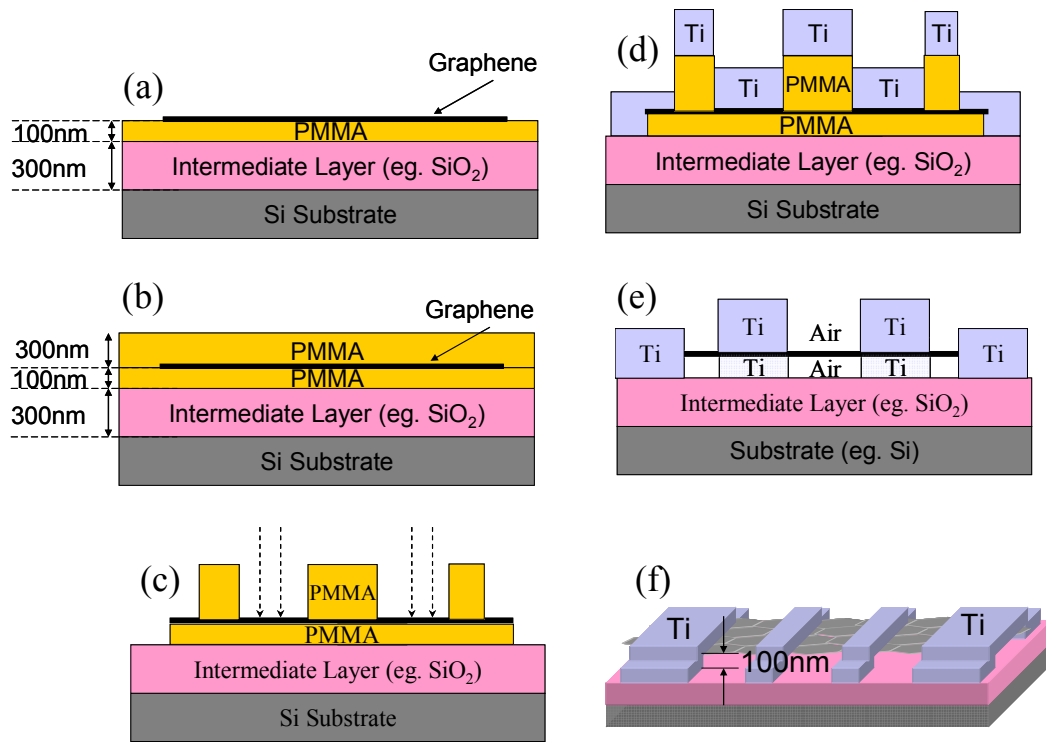 (a)
Graphene
100nm
PMMA
300nm
Intermediate Layer (eg. SiO₂)
Si Substrate
(b)
Graphene
300nm
PMMA
100nm
PMMA
300nm
Intermediate Layer (eg. SiO₂)
Si Substrate
(c)
PMMA
PMMA
Intermediate Layer (eg. SiO₂)
Si Substrate
(d)
Ti Ti Ti
Ti PMMA Ti
PMMA
Intermediate Layer (eg. SiO₂)
Si Substrate
(e)
Ti Ti Air Ti Ti
Ti Air Ti
Intermediate Layer (eg. SiO₂)
Substrate (eg. Si)
(f)
Ti Ti
100nm